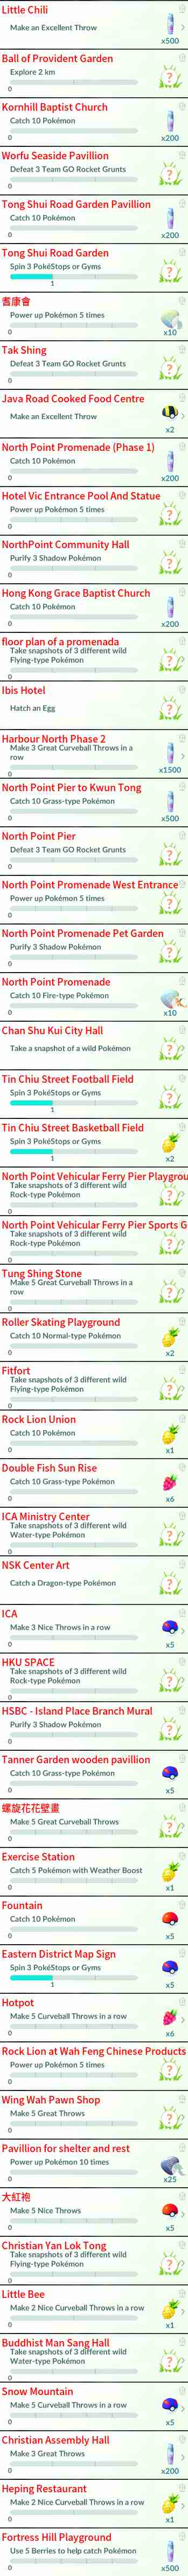 Little Chili
Make an Excellent Throw
x500
Ball of Provident Garden
Explore 2 km
?
0
Kornhill Baptist Church
Catch 10 Pokémon
0
x200
Worfu Seaside Pavillion
Defeat 3 Team GO Rocket Grunts
?
0
Tong Shui Road Garden Pavillion
Catch 10 Pokémon
0
x200
Tong Shui Road Garden
Spin 3 PokéStops or Gyms
?
1
耆康會
Power up Pokémon 5 times
0
x10
Tak Shing
Defeat 3 Team GO Rocket Grunts
?
0
Java Road Cooked Food Centre
Make an Excellent Throw
x2
North Point Promenade (Phase 1)
Catch 10 Pokémon
0
x200
Hotel Vic Entrance Pool And Statue
Power up Pokémon 5 times
?
0
NorthPoint Community Hall
Purify 3 Shadow Pokémon
?
0
Hong Kong Grace Baptist Church
Catch 10 Pokémon
0
x200
floor plan of a promenada
Take snapshots of 3 different wild
Flying-type Pokémon
?
0
Ibis Hotel
Hatch an Egg
?
Harbour North Phase 2
Make 3 Great Curveball Throws in a
row
0
x1500
North Point Pier to Kwun Tong
Catch 10 Grass-type Pokémon
0
x500
North Point Pier
Defeat 3 Team GO Rocket Grunts
?
0
North Point Promenade West Entrance
Power up Pokémon 5 times
?
0
North Point Promenade Pet Garden
Purify 3 Shadow Pokémon
?
0
North Point Promenade
Catch 10 Fire-type Pokémon
0
x10
Chan Shu Kui City Hall
Take a snapshot of a wild Pokémon
?
Tin Chiu Street Football Field
Spin 3 PokéStops or Gyms
?
1
Tin Chiu Street Basketball Field
Spin 3 PokéStops or Gyms
1
x2
North Point Vehicular Ferry Pier Playgrou
Take snapshots of 3 different wild
Rock-type Pokémon
?
0
North Point Vehicular Ferry Pier Sports G
Take snapshots of 3 different wild
Rock-type Pokémon
?
0
Tung Shing Stone
Make 5 Great Curveball Throws in a
row
?
0
Roller Skating Playground
Catch 10 Normal-type Pokémon
0
x2
Fitfort
Take snapshots of 3 different wild
Flying-type Pokémon
?
0
Rock Lion Union
Catch 10 Pokémon
0
x1
Double Fish Sun Rise
Catch 10 Grass-type Pokémon
0
x6
ICA Ministry Center
Take snapshots of 3 different wild
Water-type Pokémon
?
0
NSK Center Art
Catch a Dragon-type Pokémon
?
ICA
Make 3 Nice Throws in a row
0
x5
HKU SPACE
Take snapshots of 3 different wild
Rock-type Pokémon
?
0
HSBC - Island Place Branch Mural
Purify 3 Shadow Pokémon
?
0
Tanner Garden wooden pavillion
Catch 10 Grass-type Pokémon
0
x5
螺旋花花壁畫
Make 5 Great Curveball Throws
?
0
Exercise Station
Catch 5 Pokémon with Weather Boost
0
x1
Fountain
Catch 10 Pokémon
0
x5
Eastern District Map Sign
Spin 3 PokéStops or Gyms
1
x5
Hotpot
Make 5 Curveball Throws in a row
0
x6
Rock Lion at Wah Feng Chinese Products
Power up Pokémon 5 times
?
0
Wing Wah Pawn Shop
Make 5 Great Throws
?
0
Pavillion for shelter and rest
Power up Pokémon 10 times
0
x25
大紅袍
Make 5 Nice Throws
0
x5
Christian Yan Lok Tong
Take snapshots of 3 different wild
Flying-type Pokémon
?
0
Little Bee
Make 2 Nice Curveball Throws in a row
0
x1
Buddhist Man Sang Hall
Take snapshots of 3 different wild
Water-type Pokémon
?
0
Snow Mountain
Make 5 Curveball Throws in a row
0
x5
Christian Assembly Hall
Make 3 Great Throws
0
x200
Heping Restaurant
Make 2 Nice Curveball Throws in a row
0
x1
Fortress Hill Playground
Use 5 Berries to help catch Pokémon
0
x500